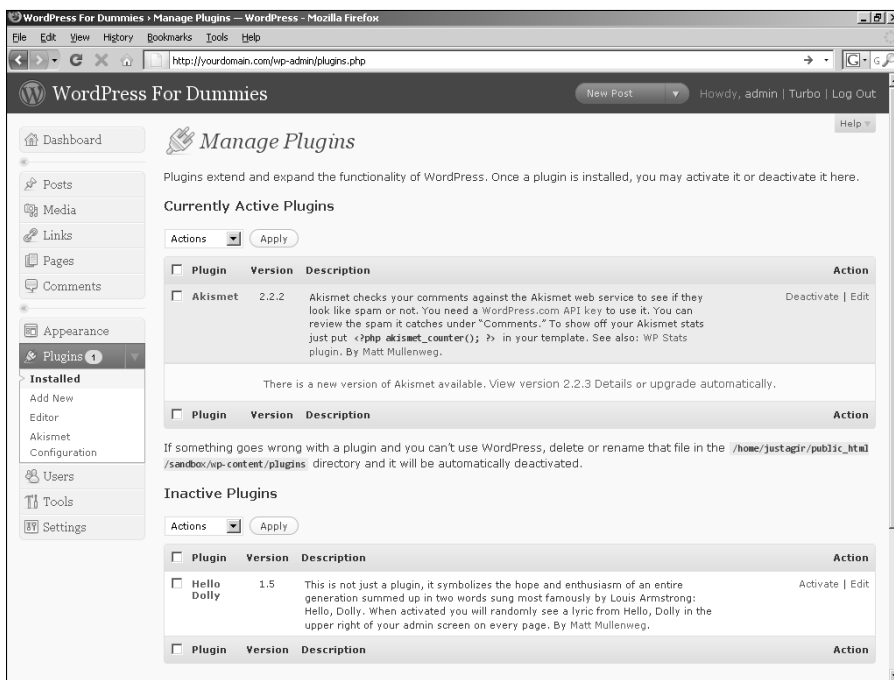 WordPress For Dummies › Manage Plugins — WordPress - Mozilla Firefox
File Edit View History Bookmarks Tools Help
http://yourdomain.com/wp-admin/plugins.php
WordPress For Dummies
New Post
Howdy, admin | Turbo | Log Out
Help
Dashboard
Posts
Media
Links
Pages
Comments
Appearance
Plugins 1
Installed
Add New
Editor
Akismet
Configuration
Users
Tools
Settings
Manage Plugins
Plugins extend and expand the functionality of WordPress. Once a plugin is installed, you may activate it or deactivate it here.
Currently Active Plugins
Actions Apply
Plugin Version Description Action
Akismet 2.2.2 Akismet checks your comments against the Akismet web service to see if they Deactivate | Edit
look like spam or not. You need a WordPress.com API key to use it. You can
review the spam it catches under “Comments.” To show off your Akismet stats
just put <?php akismet_counter(); ?> in your template. See also: WP Stats
plugin. By Matt Mullenweg.
There is a new version of Akismet available. View version 2.2.3 Details or upgrade automatically.
Plugin Version Description Action
If something goes wrong with a plugin and you can’t use WordPress, delete or rename that file in the /home/justagir/public_html
/sandbox/wp-content/plugins directory and it will be automatically deactivated.
Inactive Plugins
Actions Apply
Plugin Version Description Action
Hello 1.5 This is not just a plugin, it symbolizes the hope and enthusiasm of an entire Activate | Edit
Dolly generation summed up in two words sung most famously by Louis Armstrong:
Hello, Dolly. When activated you will randomly see a lyric from Hello, Dolly in the
upper right of your admin screen on every page. By Matt Mullenweg.
Plugin Version Description Action